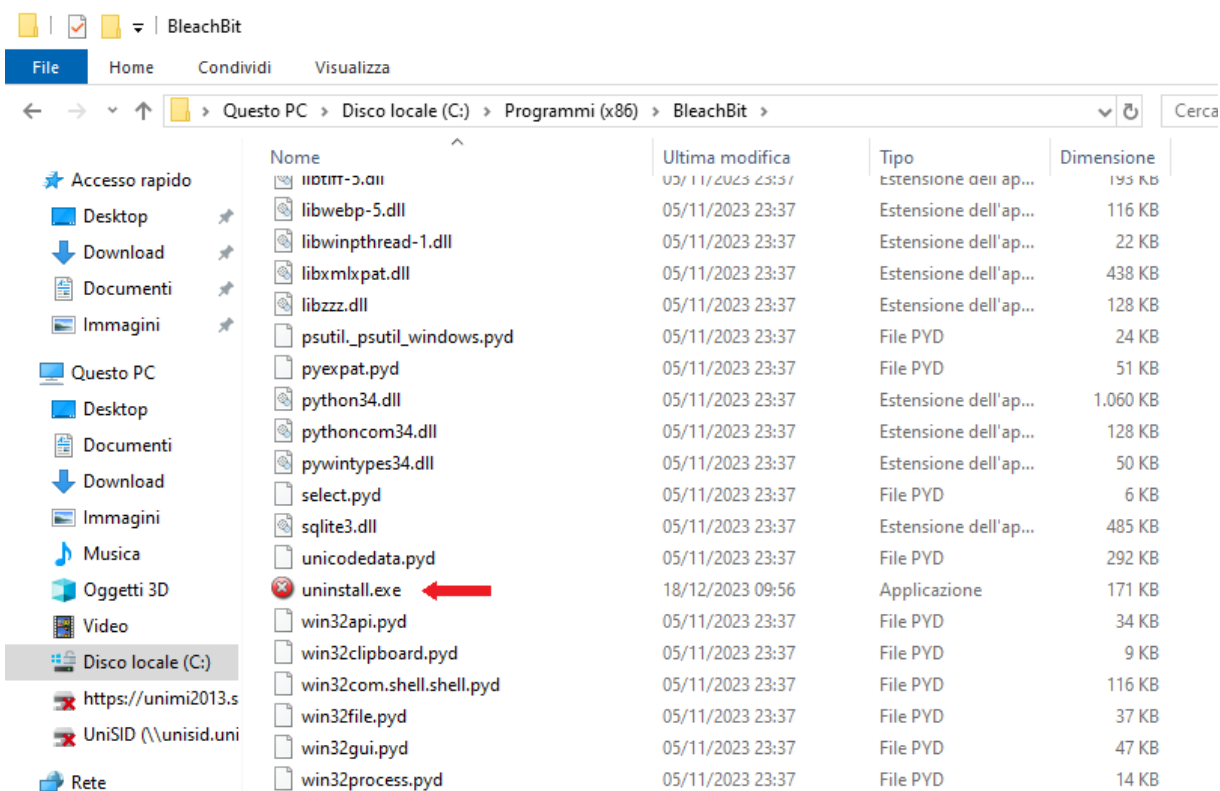 BleachBit
File Home Condividi Visualizza
Questo PC > Disco locale (C:) > Programmi (x86) > BleachBit > Cerca
Nome Ultima modifica Tipo Dimensione
Accesso rapido
Desktop
Download
Documenti
Immagini
Questo PC
Desktop
Documenti
Download
Immagini
Musica
Oggetti 3D
Video
Disco locale (C:)
https://unimi2013.s
UniSID (\\unisid.uni
Rete
libtiff-5.dll 05/11/2023 23:37 Estensione dell'ap... 193 KB
libwebp-5.dll 05/11/2023 23:37 Estensione dell'ap... 116 KB
libwinpthread-1.dll 05/11/2023 23:37 Estensione dell'ap... 22 KB
libxmlxpat.dll 05/11/2023 23:37 Estensione dell'ap... 438 KB
libzzz.dll 05/11/2023 23:37 Estensione dell'ap... 128 KB
psutil._psutil_windows.pyd 05/11/2023 23:37 File PYD 24 KB
pyexpat.pyd 05/11/2023 23:37 File PYD 51 KB
python34.dll 05/11/2023 23:37 Estensione dell'ap... 1.060 KB
pythoncom34.dll 05/11/2023 23:37 Estensione dell'ap... 128 KB
pywintypes34.dll 05/11/2023 23:37 Estensione dell'ap... 50 KB
select.pyd 05/11/2023 23:37 File PYD 6 KB
sqlite3.dll 05/11/2023 23:37 Estensione dell'ap... 485 KB
unicodedata.pyd 05/11/2023 23:37 File PYD 292 KB
uninstall.exe 18/12/2023 09:56 Applicazione 171 KB
win32api.pyd 05/11/2023 23:37 File PYD 34 KB
win32clipboard.pyd 05/11/2023 23:37 File PYD 9 KB
win32com.shell.shell.pyd 05/11/2023 23:37 File PYD 116 KB
win32file.pyd 05/11/2023 23:37 File PYD 37 KB
win32gui.pyd 05/11/2023 23:37 File PYD 47 KB
win32process.pyd 05/11/2023 23:37 File PYD 14 KB